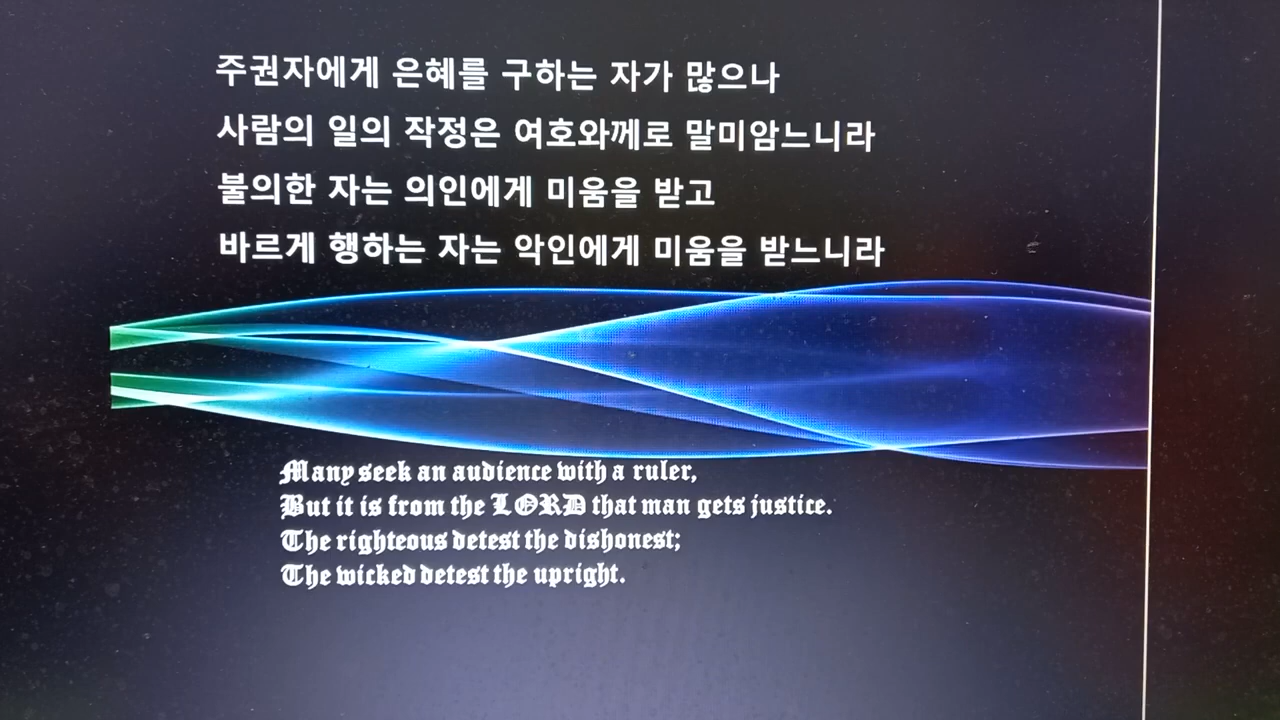 주권자에게 은혜를 구하는 자가 많으나
사람의 일의 작정은 여호와께로 말미암느니라
불의한 자는 의인에게 미움을 받고
바르게 행하는 자는 악인에게 미움을 받느니라
Many seek an audience with a ruler,
But it is from the LORD that man gets justice.
The righteous detest the dishonest;
The wicked detest the upright.